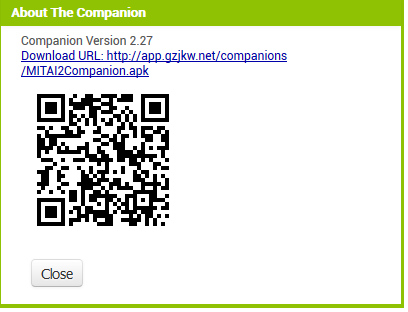 About The Companion
Companion Version 2.27
Download URL: http://app.gzjkw.net/companions
/MITAI2Companion.apk
Close